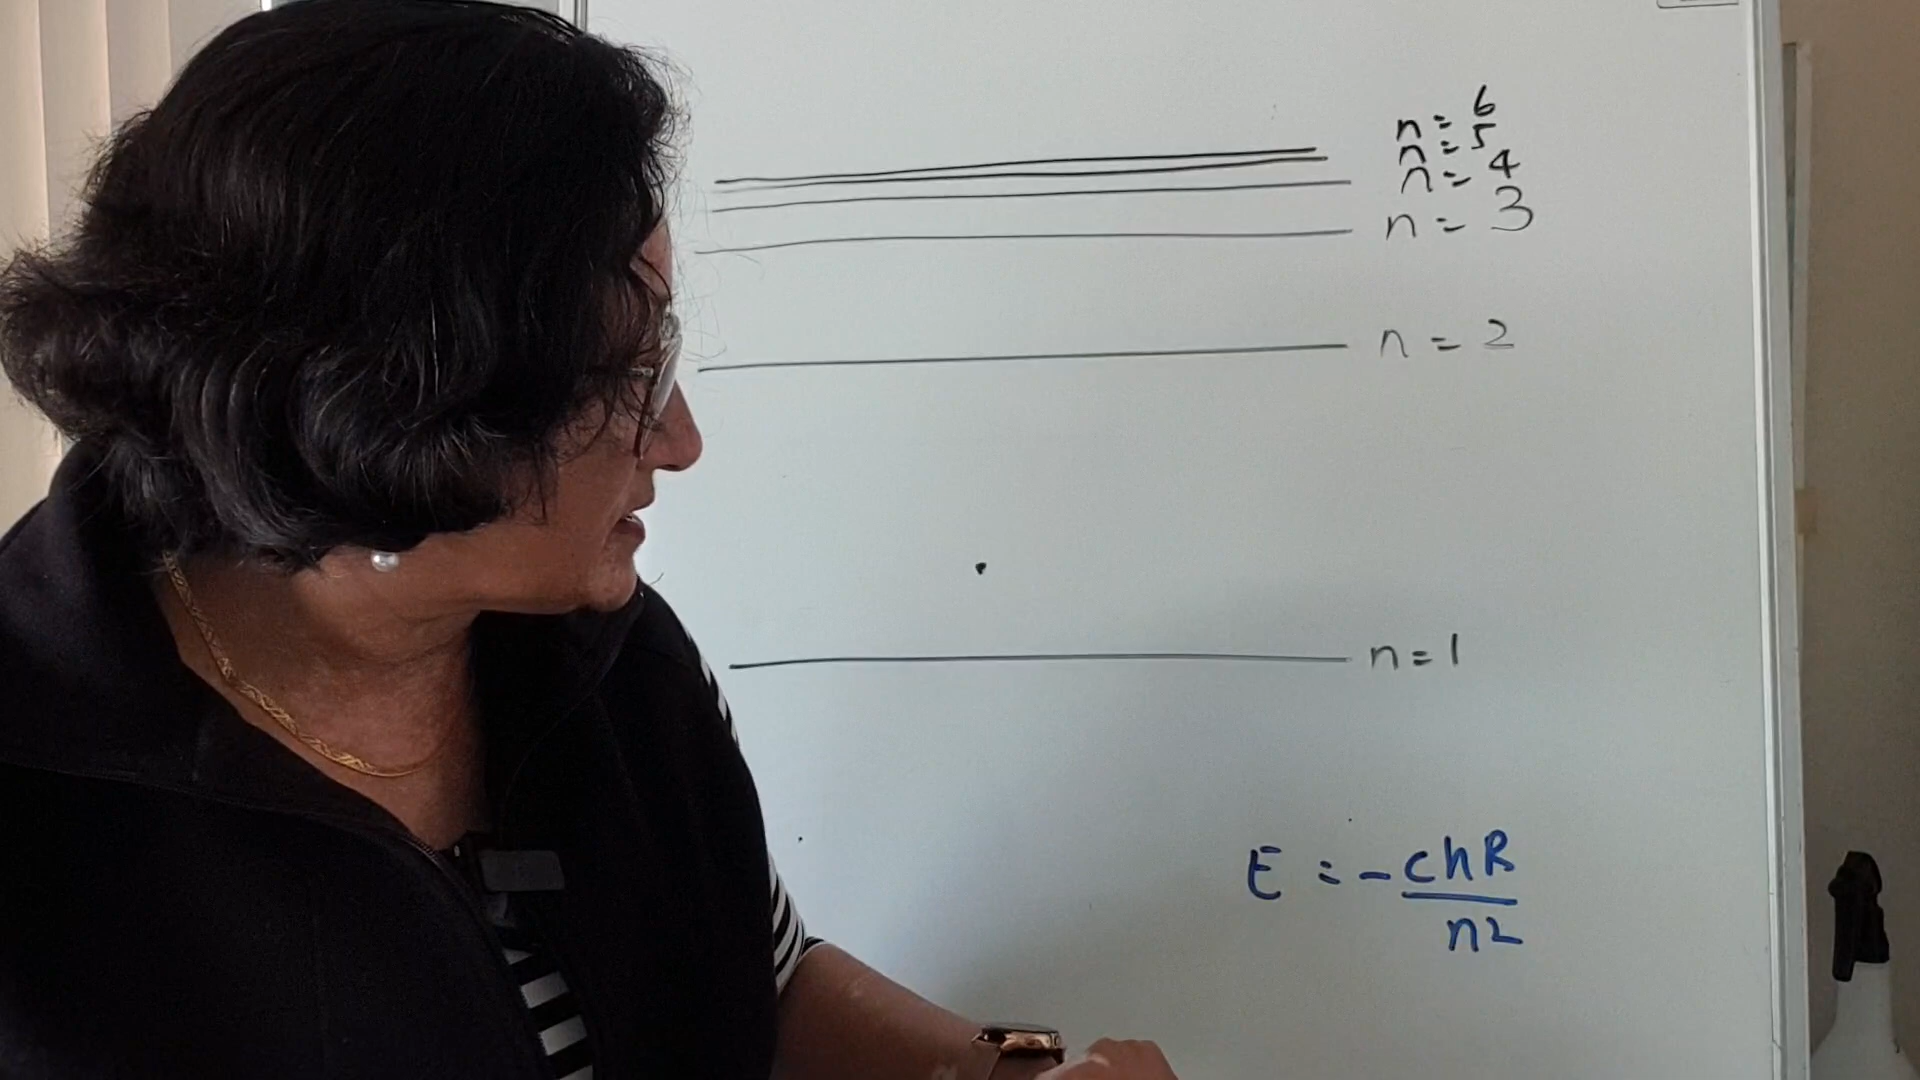 n = 6
n = 5
n = 4
n = 3
n = 2
n = 1
E = - chR
n2